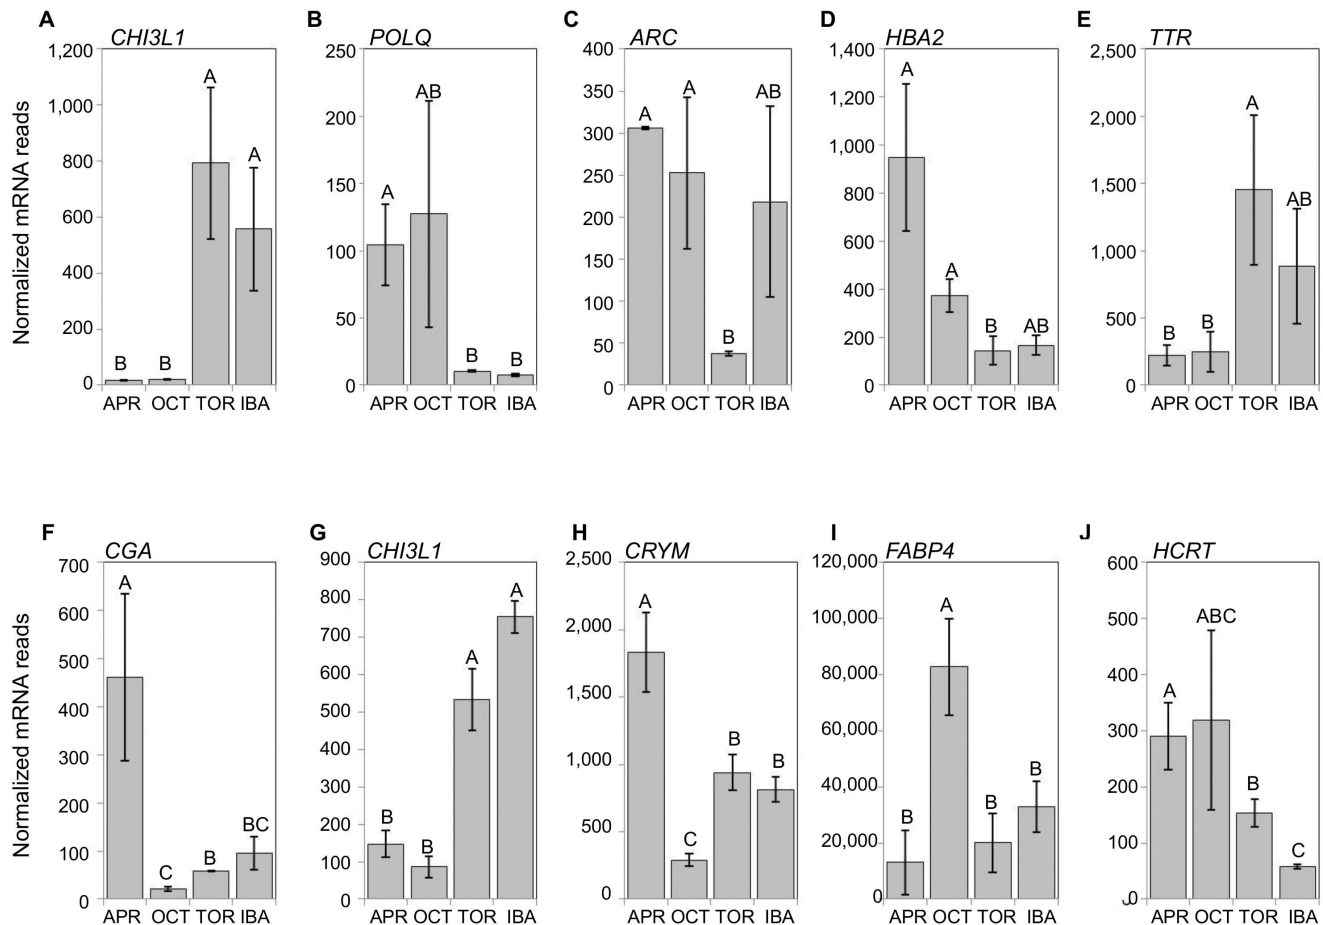 A
CHI3L1
Normalized mRNA reads
1,200
1,000
800
600
400
200
0
B
B
A
A
APR OCT TOR IBA
B
POLQ
250
200
150
100
50
0
A
AB
B
B
APR OCT TOR IBA
C
ARC
400
350
300
250
200
150
100
50
0
A
A
B
AB
APR OCT TOR IBA
D
HBA2
1,400
1,200
1,000
800
600
400
200
0
A
A
B
AB
APR OCT TOR IBA
E
TTR
2,500
2,000
1,500
1,000
500
0
B
B
A
AB
APR OCT TOR IBA
F
CGA
Normalized mRNA reads
700
600
500
400
300
200
100
0
A
C
B
BC
APR OCT TOR IBA
G
CHI3L1
900
800
700
600
500
400
300
200
100
0
B
B
A
A
APR OCT TOR IBA
H
CRYM
2,500
2,000
1,500
1,000
500
0
A
C
B
B
APR OCT TOR IBA
I
FABP4
120,000
100,000
80,000
60,000
40,000
20,000
0
B
A
B
B
APR OCT TOR IBA
J
HCRT
600
500
400
300
200
100
0
A
ABC
B
C
APR OCT TOR IBA